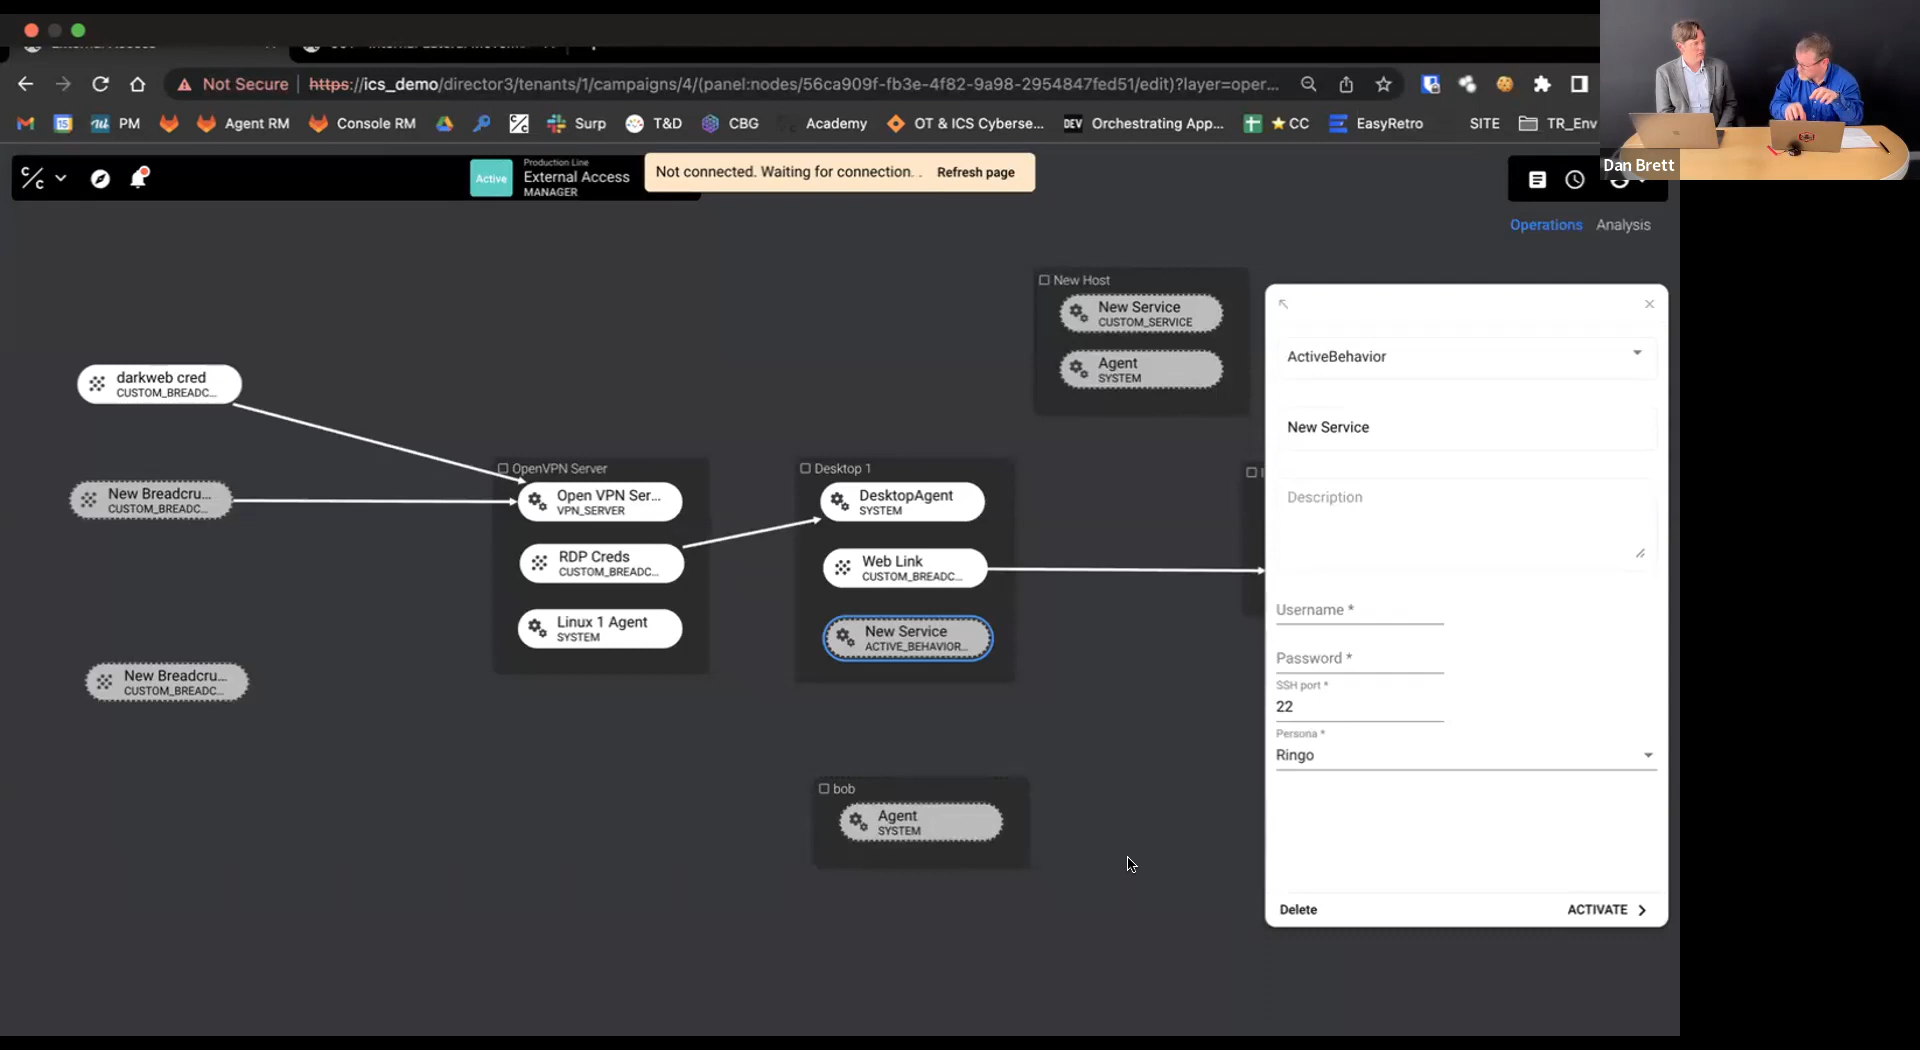 Not Secure
https://ics_demo/director3/tenants/1/campaigns/4/(panel:nodes/56ca909f-fb3e-4f82-9a98-2954847fed51/edit)?layer=oper...
15
PM
Agent RM
Console RM
Surp
T&D
CBG
Academy
OT & ICS Cyberse...
DEV
Orchestrating App...
CC
EasyRetro
SITE
TR_Env
Dan Brett
Active
Production Line
External Access
MANAGER
Not connected. Waiting for connection. .
Refresh page
Operations
Analysis
New Host
New Service
CUSTOM_SERVICE
Agent
SYSTEM
darkweb cred
CUSTOM_BREADC...
New Breadcru...
CUSTOM_BREADC...
New Breadcru...
CUSTOM_BREADC...
OpenVPN Server
Open VPN Ser...
VPN_SERVER
RDP Creds
CUSTOM_BREADC...
Linux 1 Agent
SYSTEM
Desktop 1
DesktopAgent
SYSTEM
Web Link
CUSTOM_BREADC...
New Service
ACTIVE_BEHAVIOR...
bob
Agent
SYSTEM
ActiveBehavior
New Service
Description
Username *
Password *
SSH port *
22
Persona *
Ringo
Delete
ACTIVATE